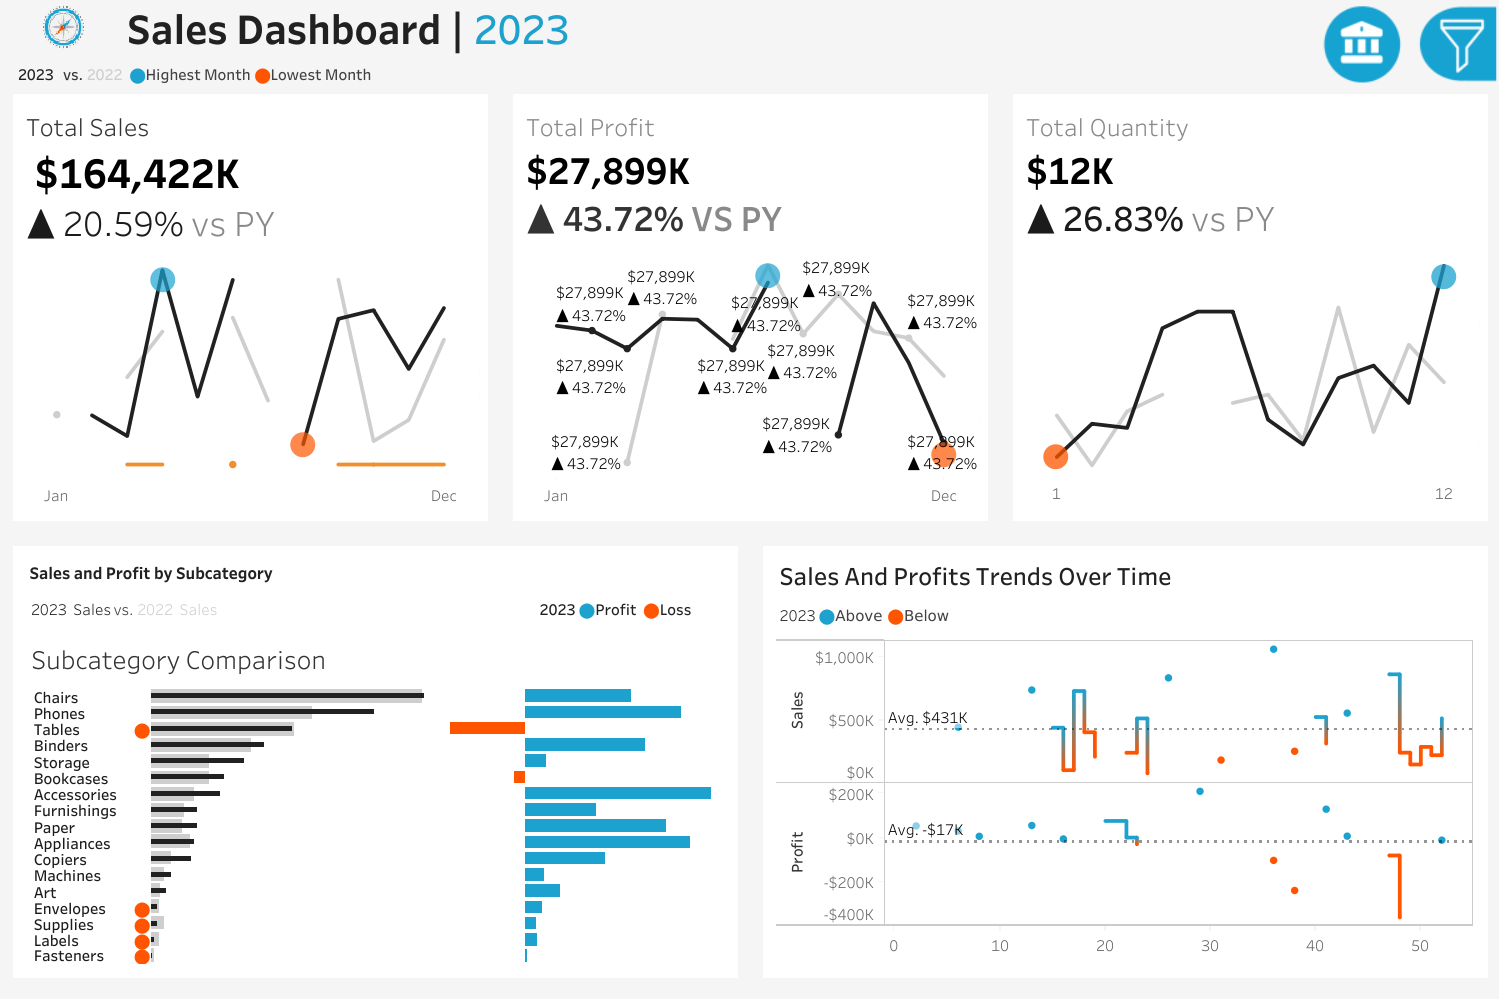 Sales Dashboard | 2023
2023 vs. 2022 Highest Month Lowest Month
Total Sales
$164,422K
▲ 20.59% vs PY
Jan
Dec
Total Profit
$27,899K
▲ 43.72% VS PY
$27,899K
▲ 43.72%
$27,899K
▲ 43.72%
$27,899K
▲ 43.72%
$27,899K
▲ 43.72%
$27,899K
▲ 43.72%
$27,899K
▲ 43.72%
$27,899K
▲ 43.72%
$27,899K
▲ 43.72%
$27,899K
▲ 43.72%
$27,899K
▲ 43.72%
$27,899K
▲ 43.72%
Jan
Dec
Total Quantity
$12K
▲ 26.83% vs PY
1
12
Sales and Profit by Subcategory
2023 Sales vs. 2022 Sales
2023 Profit Loss
Subcategory Comparison
Chairs
Phones
Tables
Binders
Storage
Bookcases
Accessories
Furnishings
Paper
Appliances
Copiers
Machines
Art
Envelopes
Supplies
Labels
Fasteners
Sales And Profits Trends Over Time
2023 Above Below
Sales
$1,000K
$500K
$0K
Avg. $431K
Profit
$200K
$0K
-$200K
-$400K
Avg. -$17K
0
10
20
30
40
50